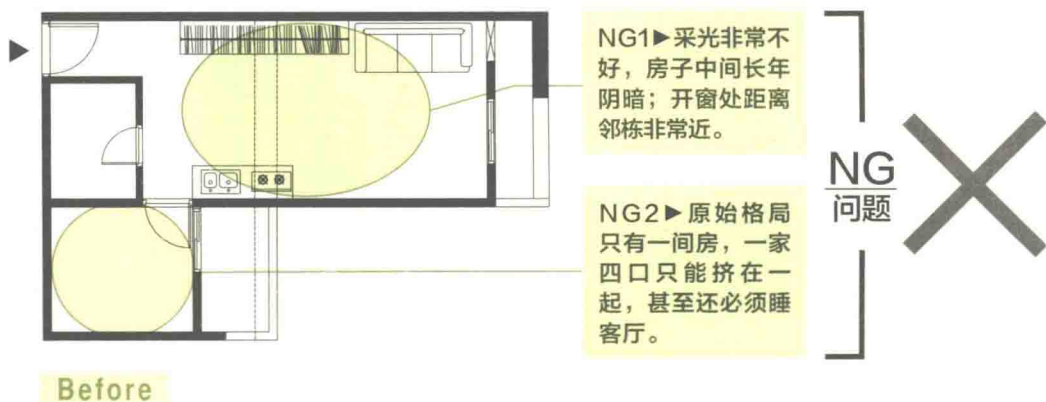 NG1▶采光非常不
好，房子中间长年
阴暗；开窗处距离
邻栋非常近。
NG2▶原始格局
只有一间房，一家
四口只能挤在一
起，甚至还必须睡
客厅。
NG
问题
Before